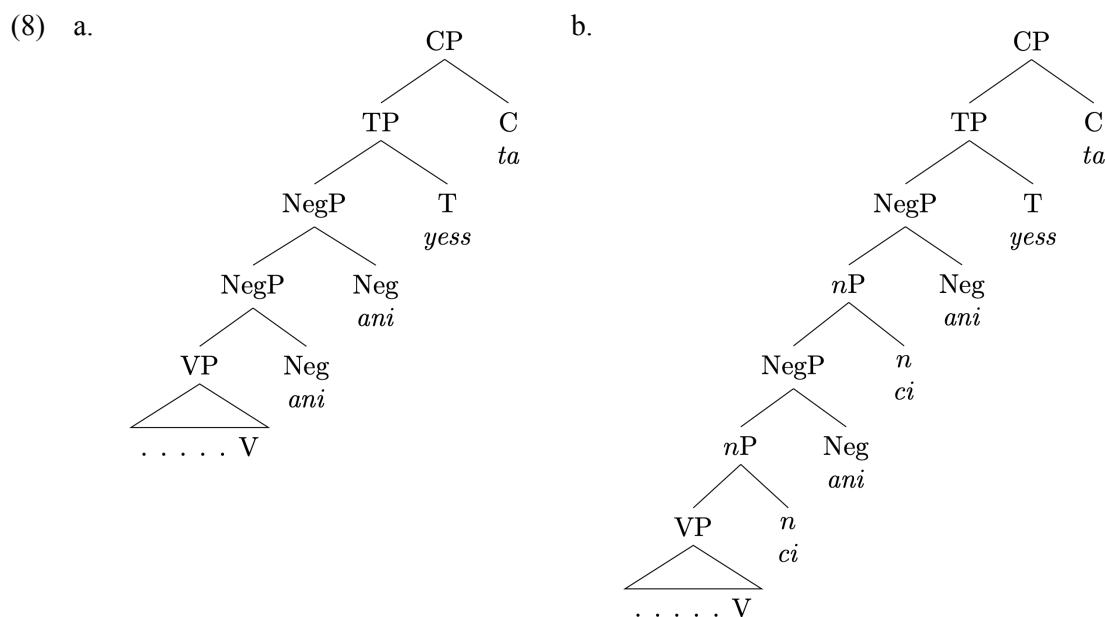 (8) a. b.
CP CP
TP C TP C
ta ta
NegP T NegP T
yess yess
NegP Neg nP Neg
ani ani
VP Neg NegP n
ani ci
. . . . . V nP Neg
ani
VP n
ci
. . . . . V